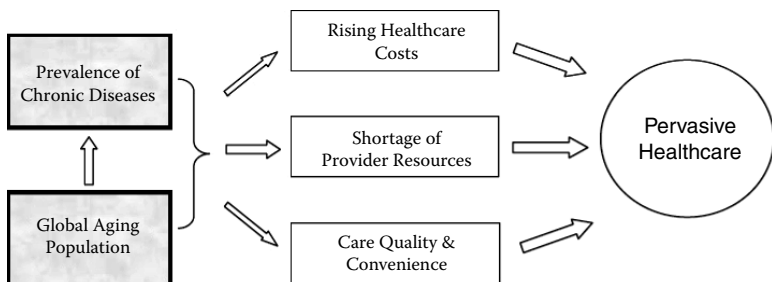 Prevalence of
Chronic Diseases
Global Aging
Population
Rising Healthcare
Costs
Shortage of
Provider Resources
Care Quality &
Convenience
Pervasive
Healthcare